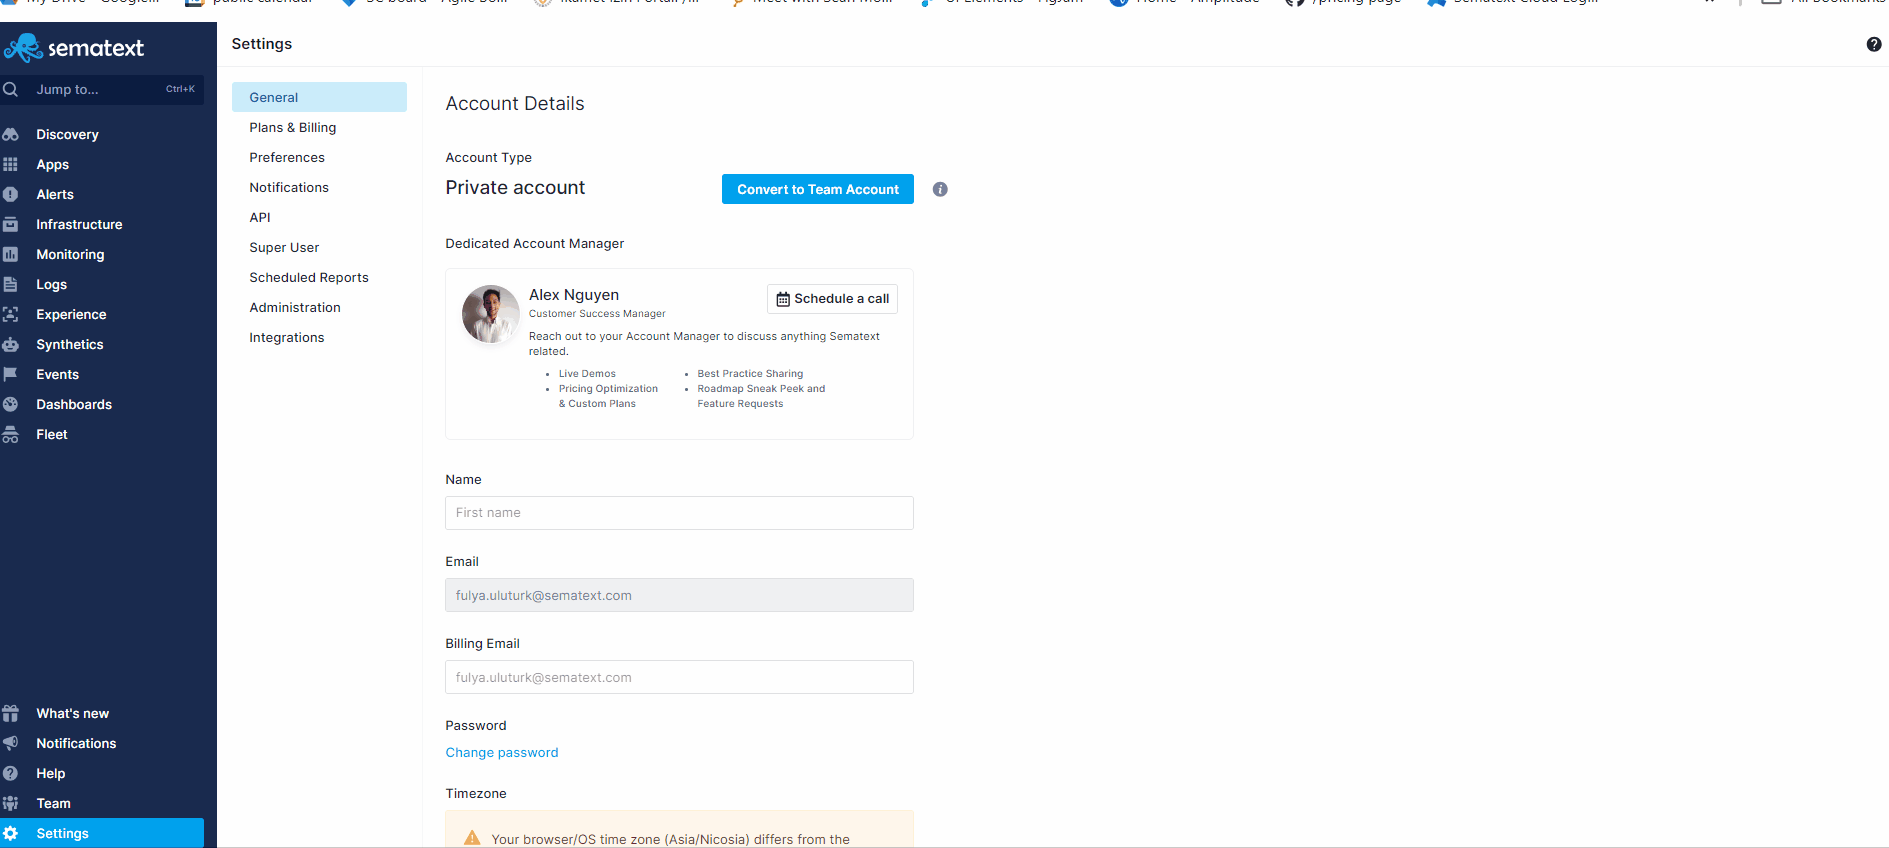 sematext
Jump to...
Ctrl+K
Discovery
Apps
Alerts
Infrastructure
Monitoring
Logs
Experience
Synthetics
Events
Dashboards
Fleet
What's new
Notifications
Help
Team
Settings
Settings
General
Plans & Billing
Preferences
Notifications
API
Super User
Scheduled Reports
Administration
Integrations
Account Details
Account Type
Private account
Convert to Team Account
Dedicated Account Manager
Alex Nguyen
Customer Success Manager
Schedule a call
Reach out to your Account Manager to discuss anything Sematext
related.
• Live Demos
• Pricing Optimization
& Custom Plans
• Best Practice Sharing
• Roadmap Sneak Peek and
Feature Requests
Name
First name
Email
fulya.uluturk@sematext.com
Billing Email
fulya.uluturk@sematext.com
Password
Change password
Timezone
Your browser/OS time zone (Asia/Nicosia) differs from the